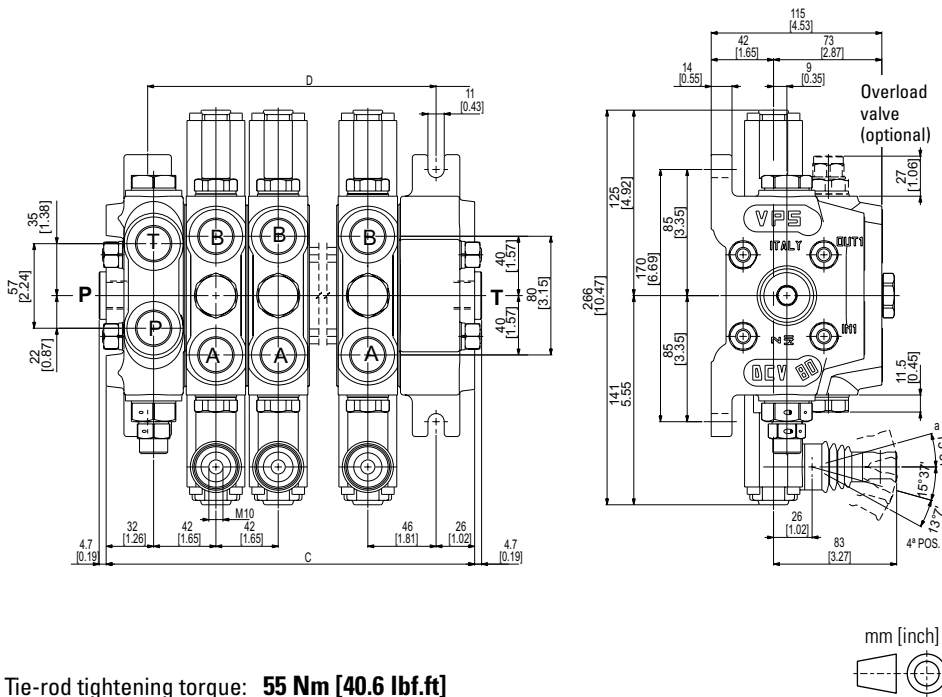 115
[4.53]
42
[1.65]
73
[2.87]
14
[0.55]
9
[0.35]
Overload
valve
(optional)
D
11
[0.43]
27
[1.06]
35
[1.38]
57
[2.24]
22
[0.87]
P
T
P
B
B
B
A
A
A
40
[1.57]
40
[1.57]
80
[3.15]
T
266
[10.47]
125
[4.92]
141
5.55
170
[6.69]
85
[3.35]
85
[3.35]
VPS
ITALY
OUT1
IN1
DCV 80
11.5
[0.45]
a
15°37'
13°7'
4ª POS.
M10
32
[1.26]
42
[1.65]
42
[1.65]
46
[1.81]
26
[1.02]
4.7
[0.19]
C
4.7
[0.19]
26
[1.02]
83
[3.27]
mm [inch]
Tie-rod tightening torque: 55 Nm [40.6 lbf.ft]